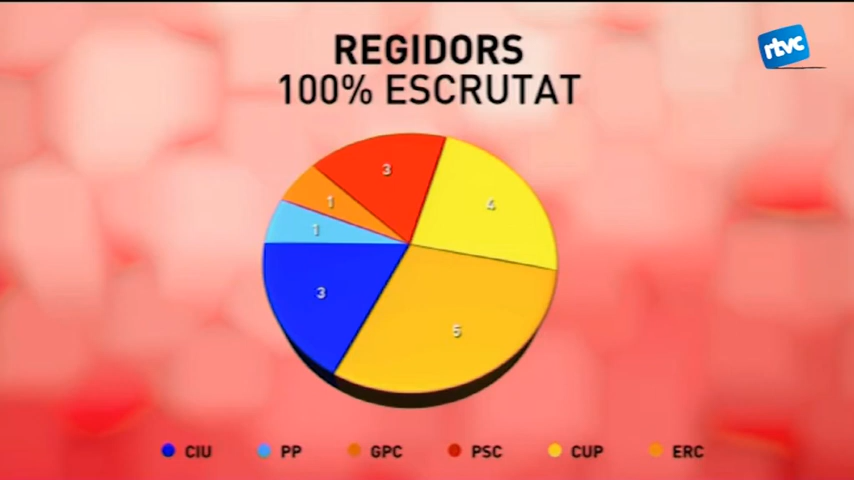 rtvc
REGIDORS
100% ESCRUTAT
3
4
1
1
3
5
CIU PP GPC PSC CUP ERC